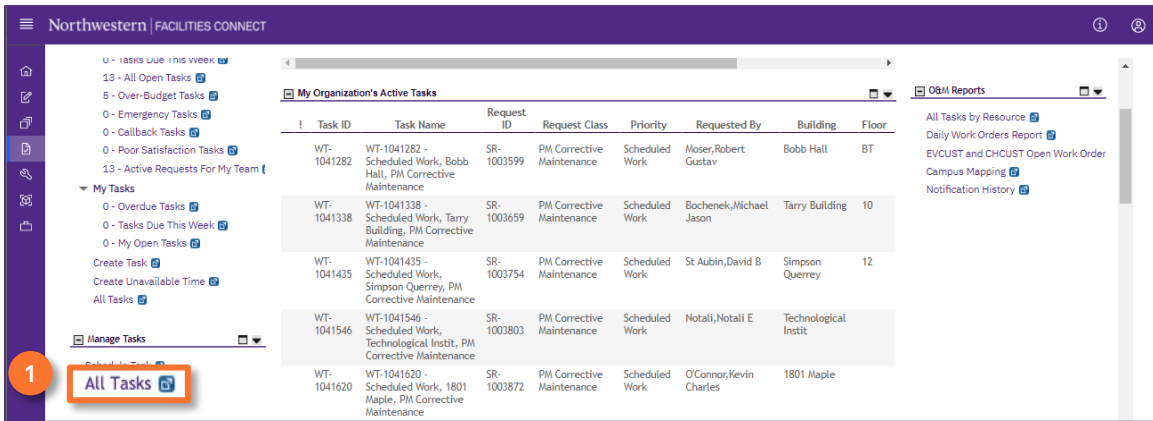 Northwestern | FACILITIES CONNECT
0 - Tasks Due This Week
13 - All Open Tasks
5 - Over-Budget Tasks
0 - Emergency Tasks
0 - Callback Tasks
0 - Poor Satisfaction Tasks
13 - Active Requests For My Team
My Tasks
0 - Overdue Tasks
0 - Tasks Due This Week
0 - My Open Tasks
Create Task
Create Unavailable Time
All Tasks
Manage Tasks
Schedule Task
1
All Tasks
My Organization's Active Tasks
! Task ID Task Name Request ID Request Class Priority Requested By Building Floor
WT- WT-1041282 - SR- PM Corrective Scheduled Moser,Robert Bobb Hall BT
1041282 Scheduled Work, Bobb 1003599 Maintenance Work Gustav
Hall, PM Corrective
Maintenance
WT- WT-1041338 - SR- PM Corrective Scheduled Bochenek,Michael Tarry Building 10
1041338 Scheduled Work, Tarry 1003659 Maintenance Work Jason
Building, PM Corrective
Maintenance
WT- WT-1041435 - SR- PM Corrective Scheduled St Aubin,David B Simpson 12
1041435 Scheduled Work, 1003754 Maintenance Work Querrey
Simpson Querrey, PM
Corrective Maintenance
WT- WT-1041546 - SR- PM Corrective Scheduled Notali,Notali E Technological
1041546 Scheduled Work, 1003803 Maintenance Work Instit
Technological Instit, PM
Corrective Maintenance
WT- WT-1041620 - SR- PM Corrective Scheduled O'Connor,Kevin 1801 Maple
1041620 Scheduled Work, 1801 1003872 Maintenance Work Charles
Maple, PM Corrective
Maintenance
O&M Reports
All Tasks by Resource
Daily Work Orders Report
EVCUST and CHCUST Open Work Order
Campus Mapping
Notification History